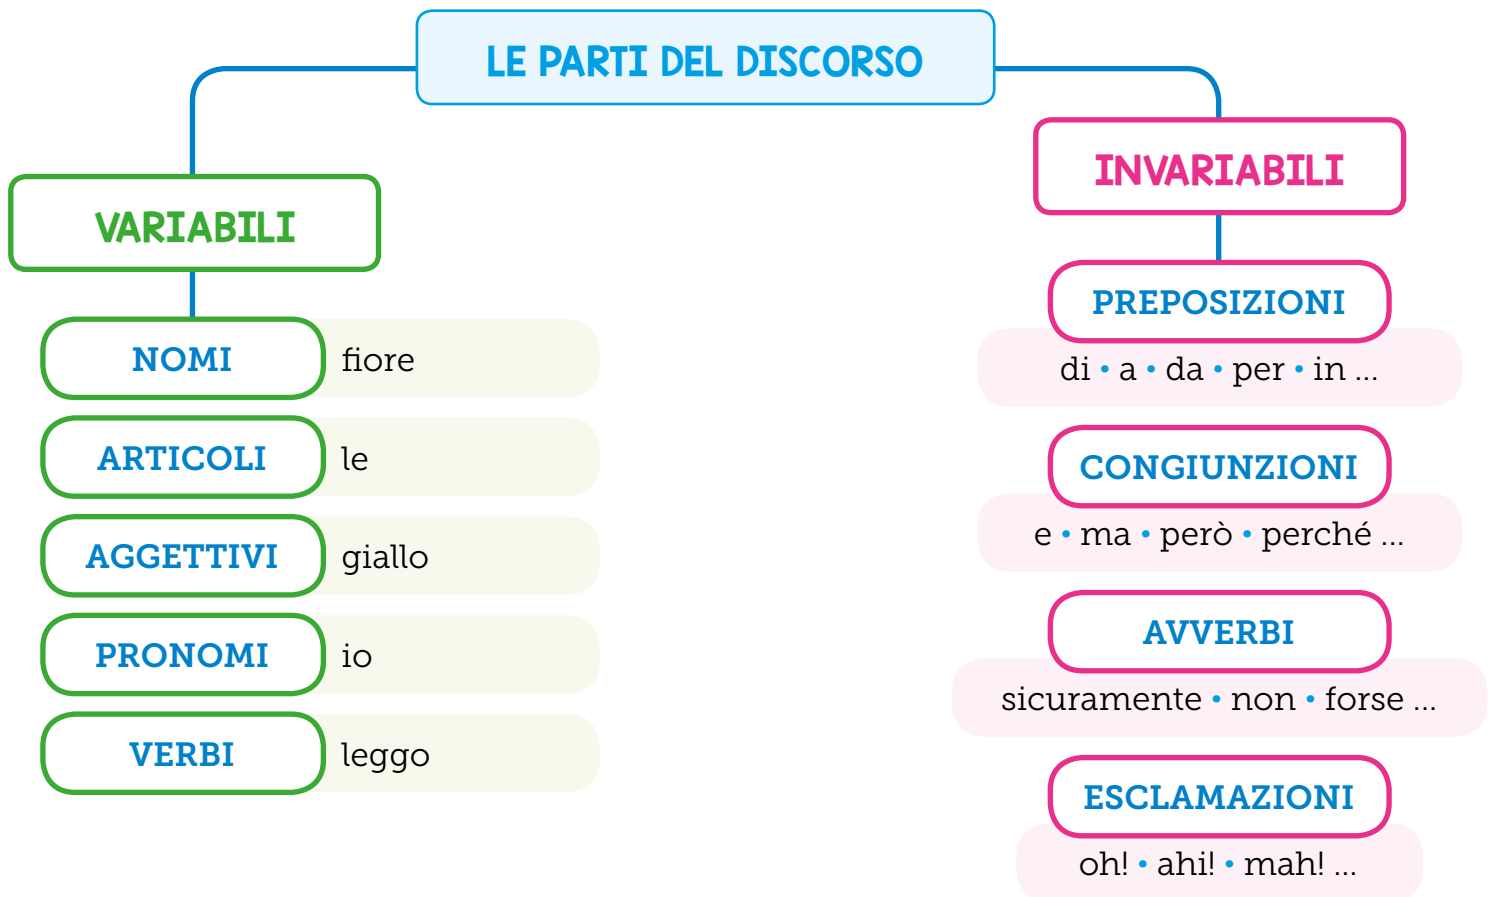 LE PARTI DEL DISCORSO
VARIABILI
NOMI fiore
ARTICOLI le
AGGETTIVI giallo
PRONOMI io
VERBI leggo
INVARIABILI
PREPOSIZIONI
di • a • da • per • in ...
CONGIUNZIONI
e • ma • però • perché ...
AVVERBI
sicuramente • non • forse ...
ESCLAMAZIONI
oh! • ahi! • mah! ...